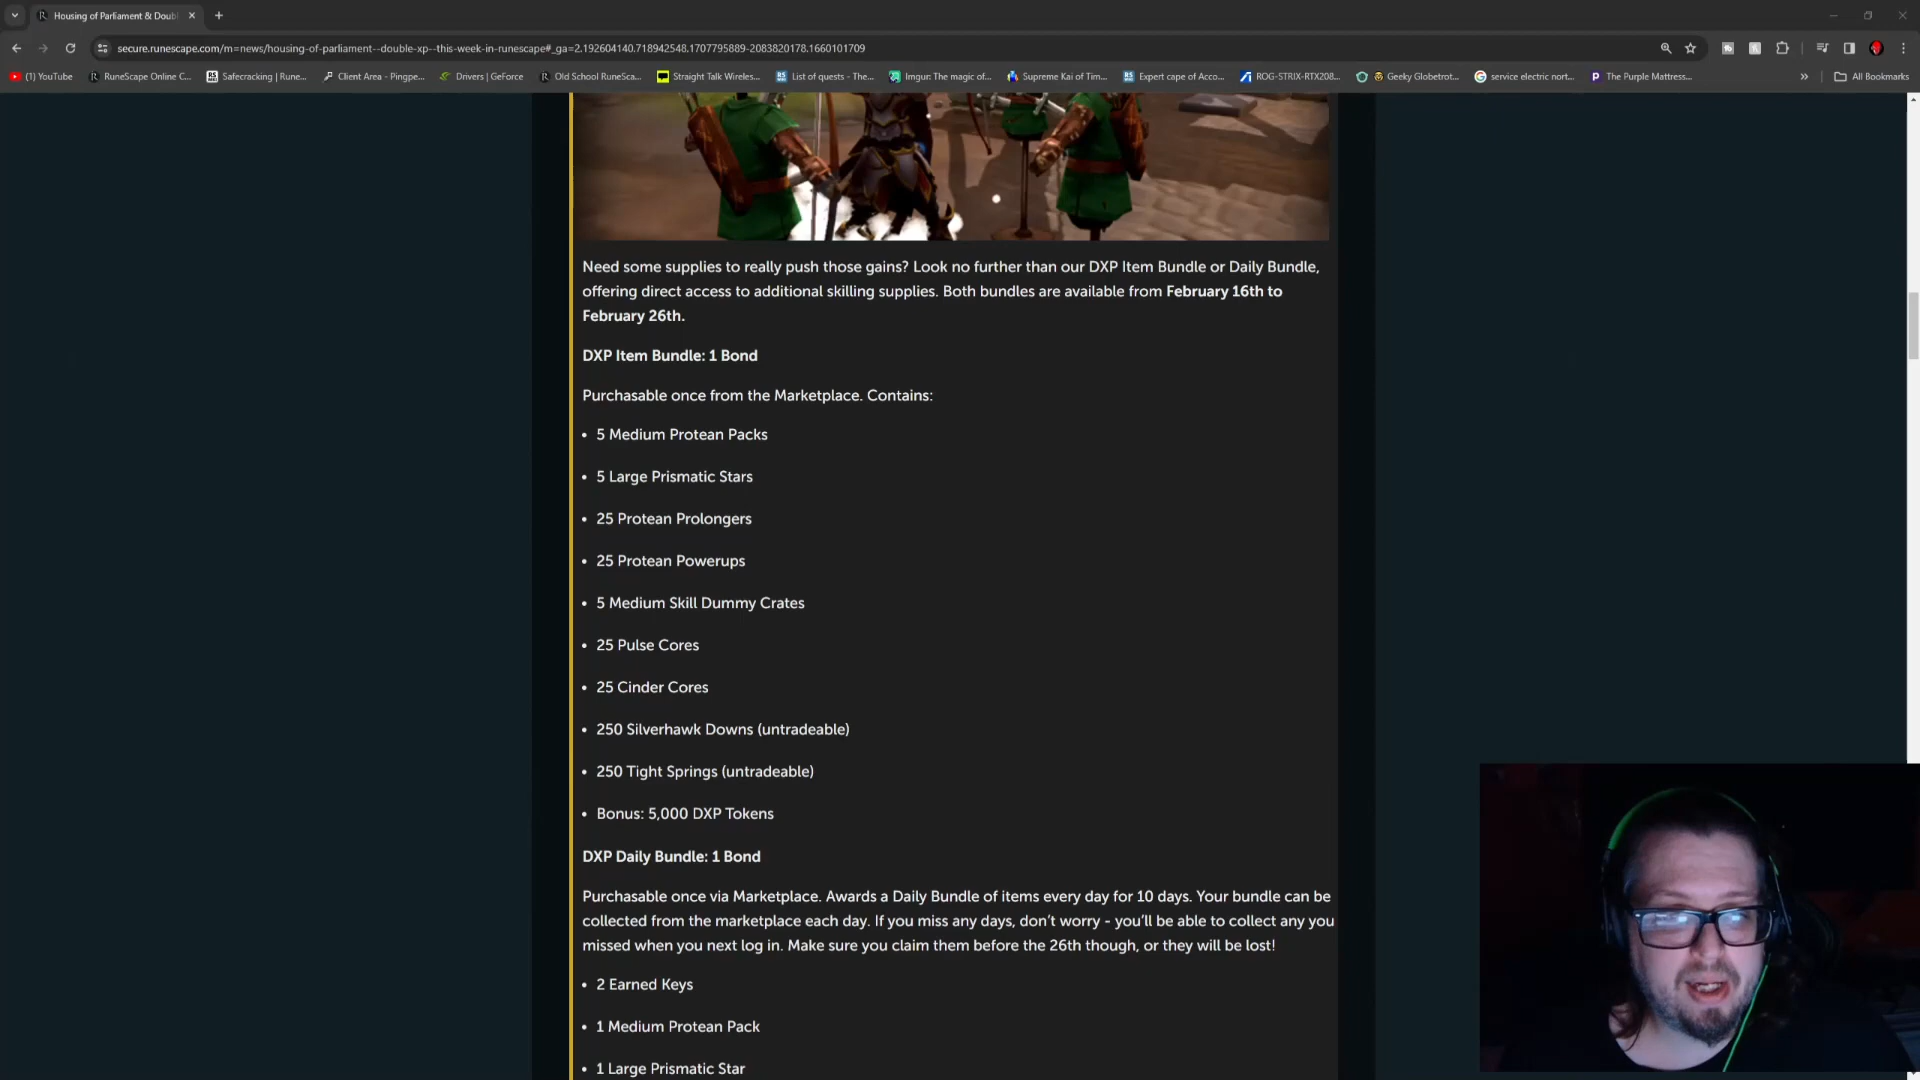 Housing of Parliament & Doubl
secure.runescape.com/m=news/housing-of-parliament--double-xp--this-week-in-runescape#_ga=2.192604140.718942548.1707795889-2083820178.1660101709
(1) YouTube
RuneScape Online C...
Safecracking | Rune...
Client Area - Pingpe...
Drivers | GeForce
Old School RuneSca...
Straight Talk Wireles...
List of quests - The...
Imgur: The magic of...
Supreme Kai of Tim...
Expert cape of Acco...
ROG-STRIX-RTX208...
Geeky Globetrot...
service electric nort...
The Purple Mattress...
All Bookmarks
Need some supplies to really push those gains? Look no further than our DXP Item Bundle or Daily Bundle,
offering direct access to additional skilling supplies. Both bundles are available from February 16th to
February 26th.
DXP Item Bundle: 1 Bond
Purchasable once from the Marketplace. Contains:
• 5 Medium Protean Packs
• 5 Large Prismatic Stars
• 25 Protean Prolongers
• 25 Protean Powerups
• 5 Medium Skill Dummy Crates
• 25 Pulse Cores
• 25 Cinder Cores
• 250 Silverhawk Downs (untradeable)
• 250 Tight Springs (untradeable)
• Bonus: 5,000 DXP Tokens
DXP Daily Bundle: 1 Bond
Purchasable once via Marketplace. Awards a Daily Bundle of items every day for 10 days. Your bundle can be
collected from the marketplace each day. If you miss any days, don't worry - you'll be able to collect any you
missed when you next log in. Make sure you claim them before the 26th though, or they will be lost!
• 2 Earned Keys
• 1 Medium Protean Pack
• 1 Large Prismatic Star